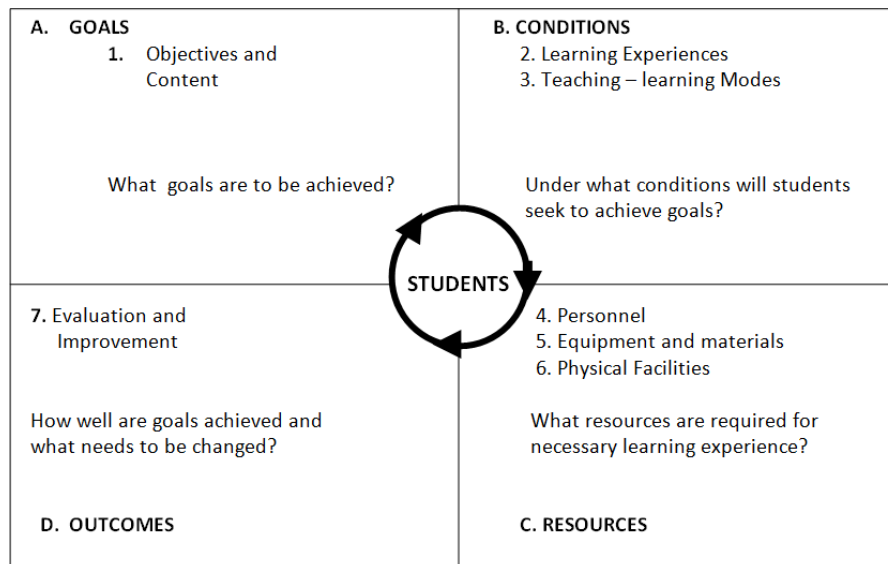 A. GOALS
1. Objectives and
Content
What goals are to be achieved?
B. CONDITIONS
2. Learning Experiences
3. Teaching – learning Modes
Under what conditions will students
seek to achieve goals?
STUDENTS
7. Evaluation and
Improvement
How well are goals achieved and
what needs to be changed?
D. OUTCOMES
4. Personnel
5. Equipment and materials
6. Physical Facilities
What resources are required for
necessary learning experience?
C. RESOURCES